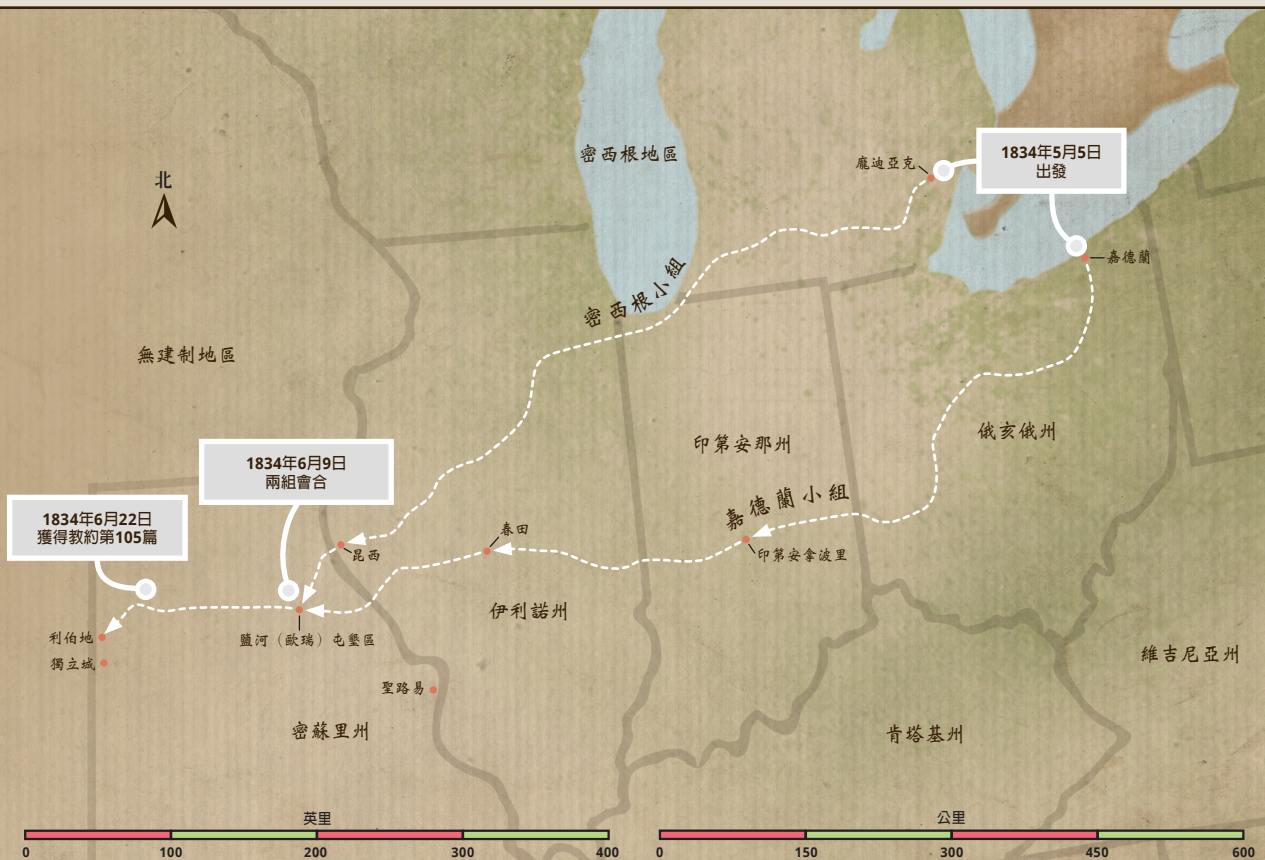 密西根地區
龐迪亞克
1834年5月5日
出發
北
嘉德蘭
密西根小組
無建制地區
印第安那州
俄亥俄州
1834年6月9日
兩組會合
嘉德蘭小組
1834年6月22日
獲得教約第105篇
春田
昆西
印第安拿波里
伊利諾州
利伯地
鹽河（歐瑞）屯墾區
獨立城
維吉尼亞州
聖路易
密蘇里州
肯塔基州
英里
0 100 200 300 400
公里
0 150 300 450 600